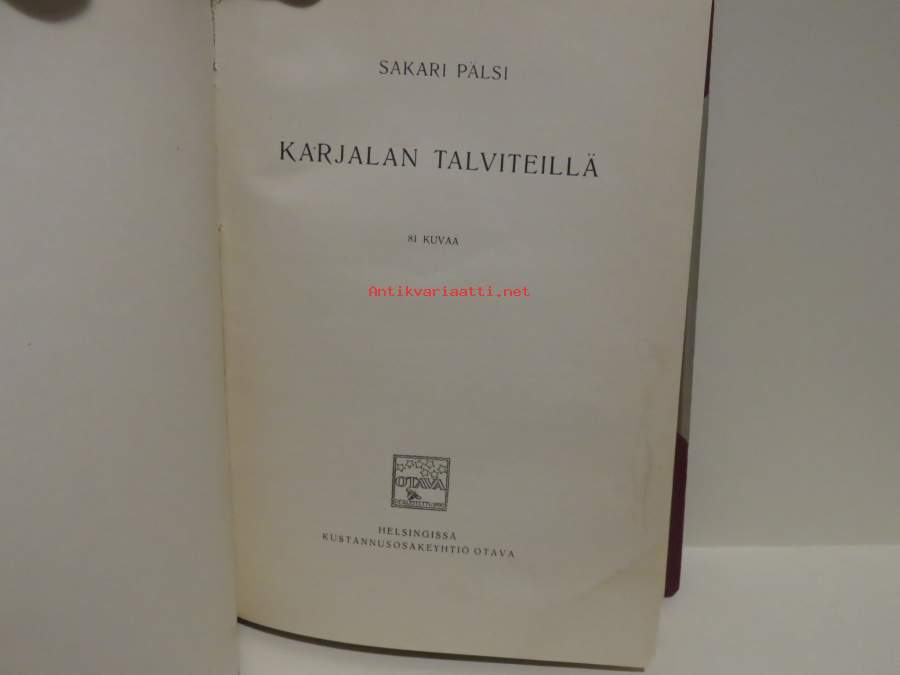 SAKARI PÄLSI
KARJALAN TALVITEILLÄ
81 KUVAA
Antikvariaatti.net
OTAVA
HELSINGISSÄ
KUSTANNUSOSAKEYHTIÖ OTAVA